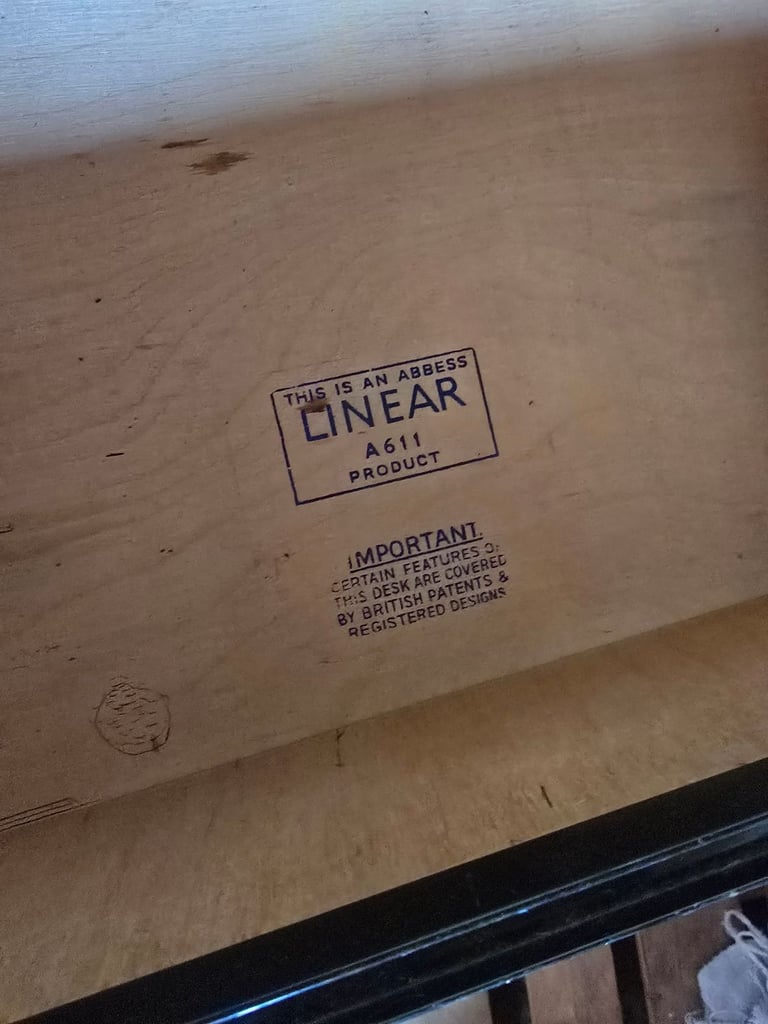 THIS IS AN ABBESS
LINEAR
A611
PRODUCT
IMPORTANT.
CERTAIN FEATURES OF
THIS DESK ARE COVERED
BY BRITISH PATENTS &
REGISTERED DESIGNS